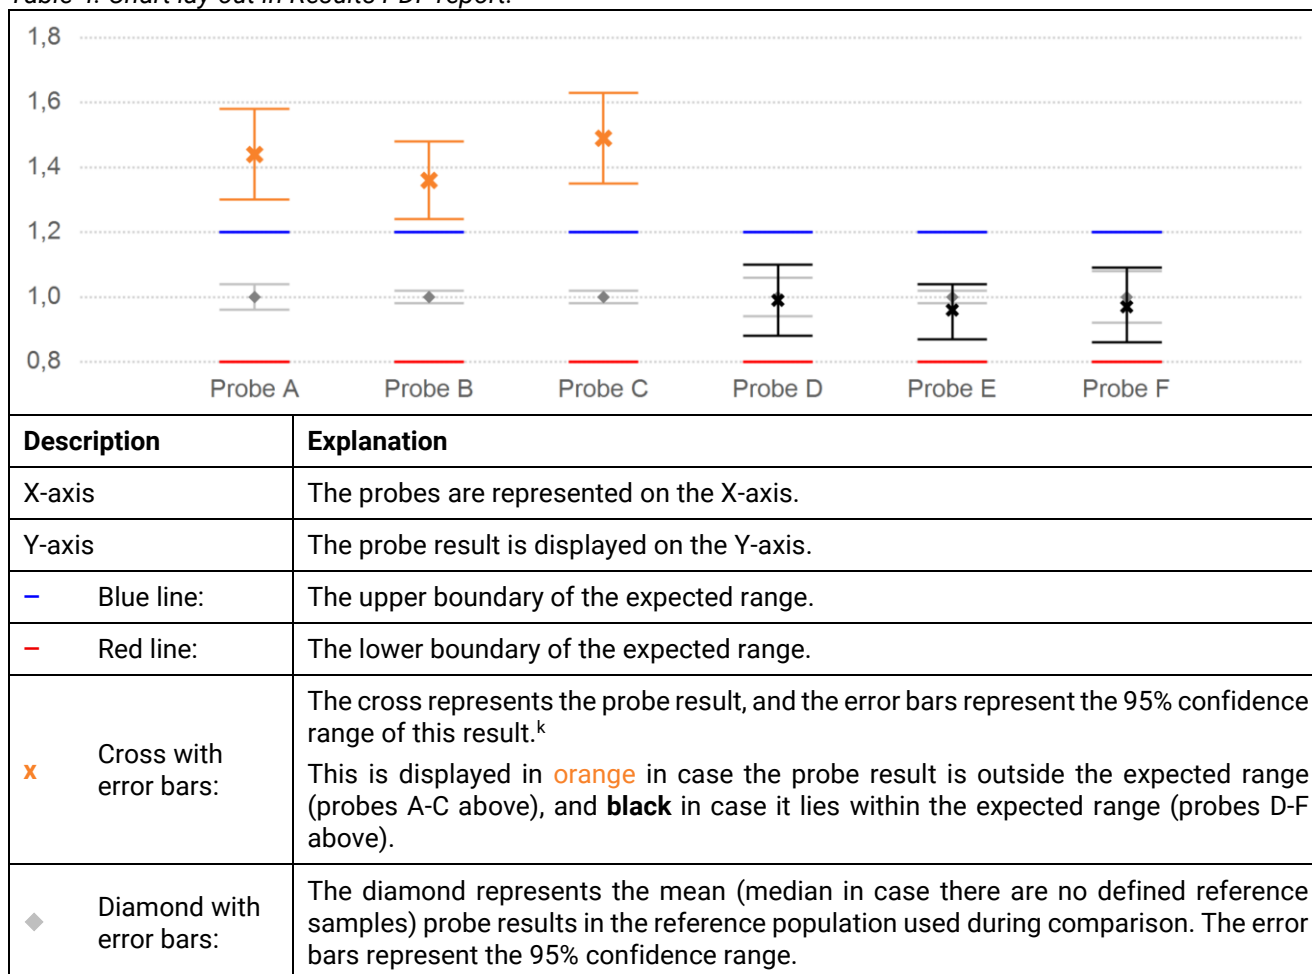 1,8
1,6
1,4
1,2
1,0
0,8
Probe A Probe B Probe C Probe D Probe E Probe F
Description Explanation
X-axis The probes are represented on the X-axis.
Y-axis The probe result is displayed on the Y-axis.
– Blue line: The upper boundary of the expected range.
– Red line: The lower boundary of the expected range.
x Cross with
error bars:
The cross represents the probe result, and the error bars represent the 95% confidence
range of this result.k
This is displayed in orange in case the probe result is outside the expected range
(probes A-C above), and black in case it lies within the expected range (probes D-F
above).
Diamond with
error bars:
The diamond represents the mean (median in case there are no defined reference
samples) probe results in the reference population used during comparison. The error
bars represent the 95% confidence range.